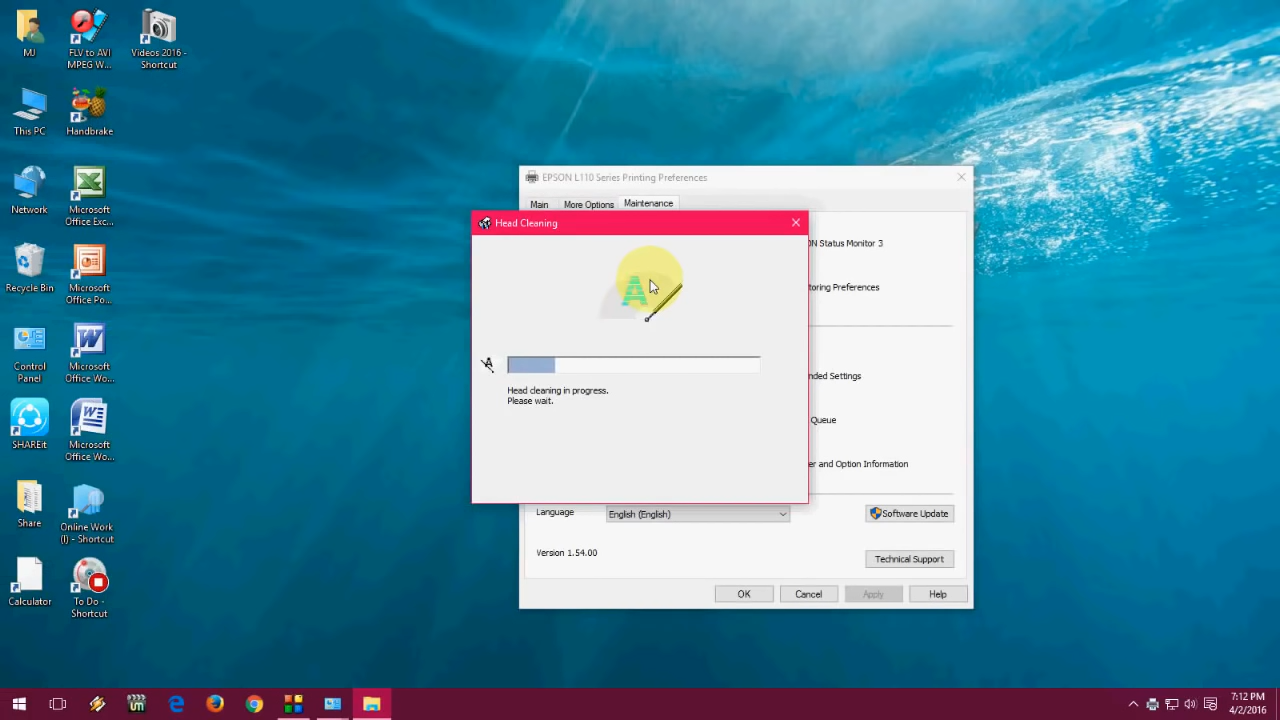 MJ
FLV to AVI
MPEG W...
Videos 2016 -
Shortcut
This PC
Handbrake
Network
Microsoft
Office Exc...
Recycle Bin
Microsoft
Office Po...
Control
Panel
Microsoft
Office Wo...
SHAREit
Microsoft
Office Wo...
Share
Online Work
(I) - Shortcut
Calculator
To Do -
Shortcut
EPSON L110 Series Printing Preferences
Main
More Options
Maintenance
Head Cleaning
ON Status Monitor 3
toring Preferences
A
A
Head cleaning in progress.
Please wait.
nded Settings
Queue
er and Option Information
Language
English (English)
Software Update
Version 1.54.00
Technical Support
OK
Cancel
Apply
Help
7:12 PM
4/2/2016